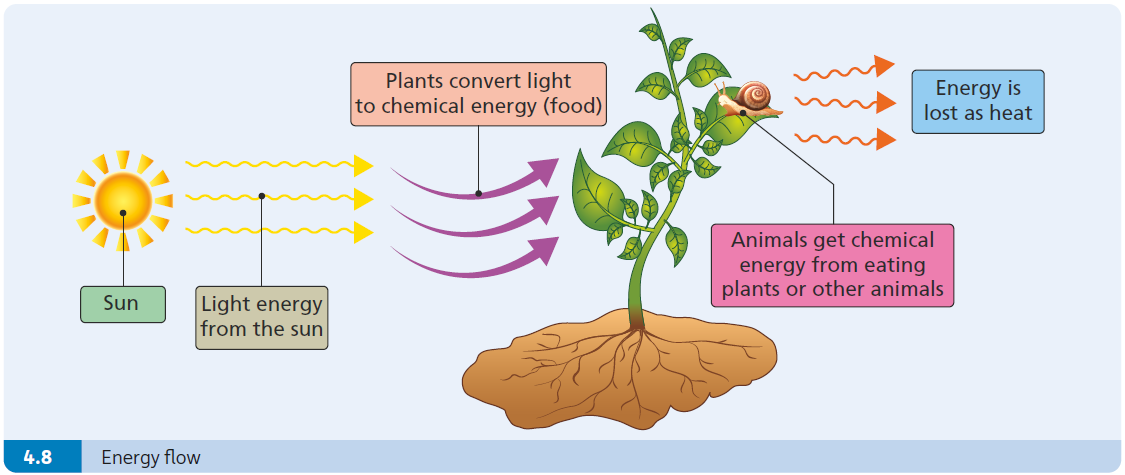 Plants convert light
to chemical energy (food)
Energy is
lost as heat
Sun
Light energy
from the sun
Animals get chemical
energy from eating
plants or other animals
4.8 Energy flow